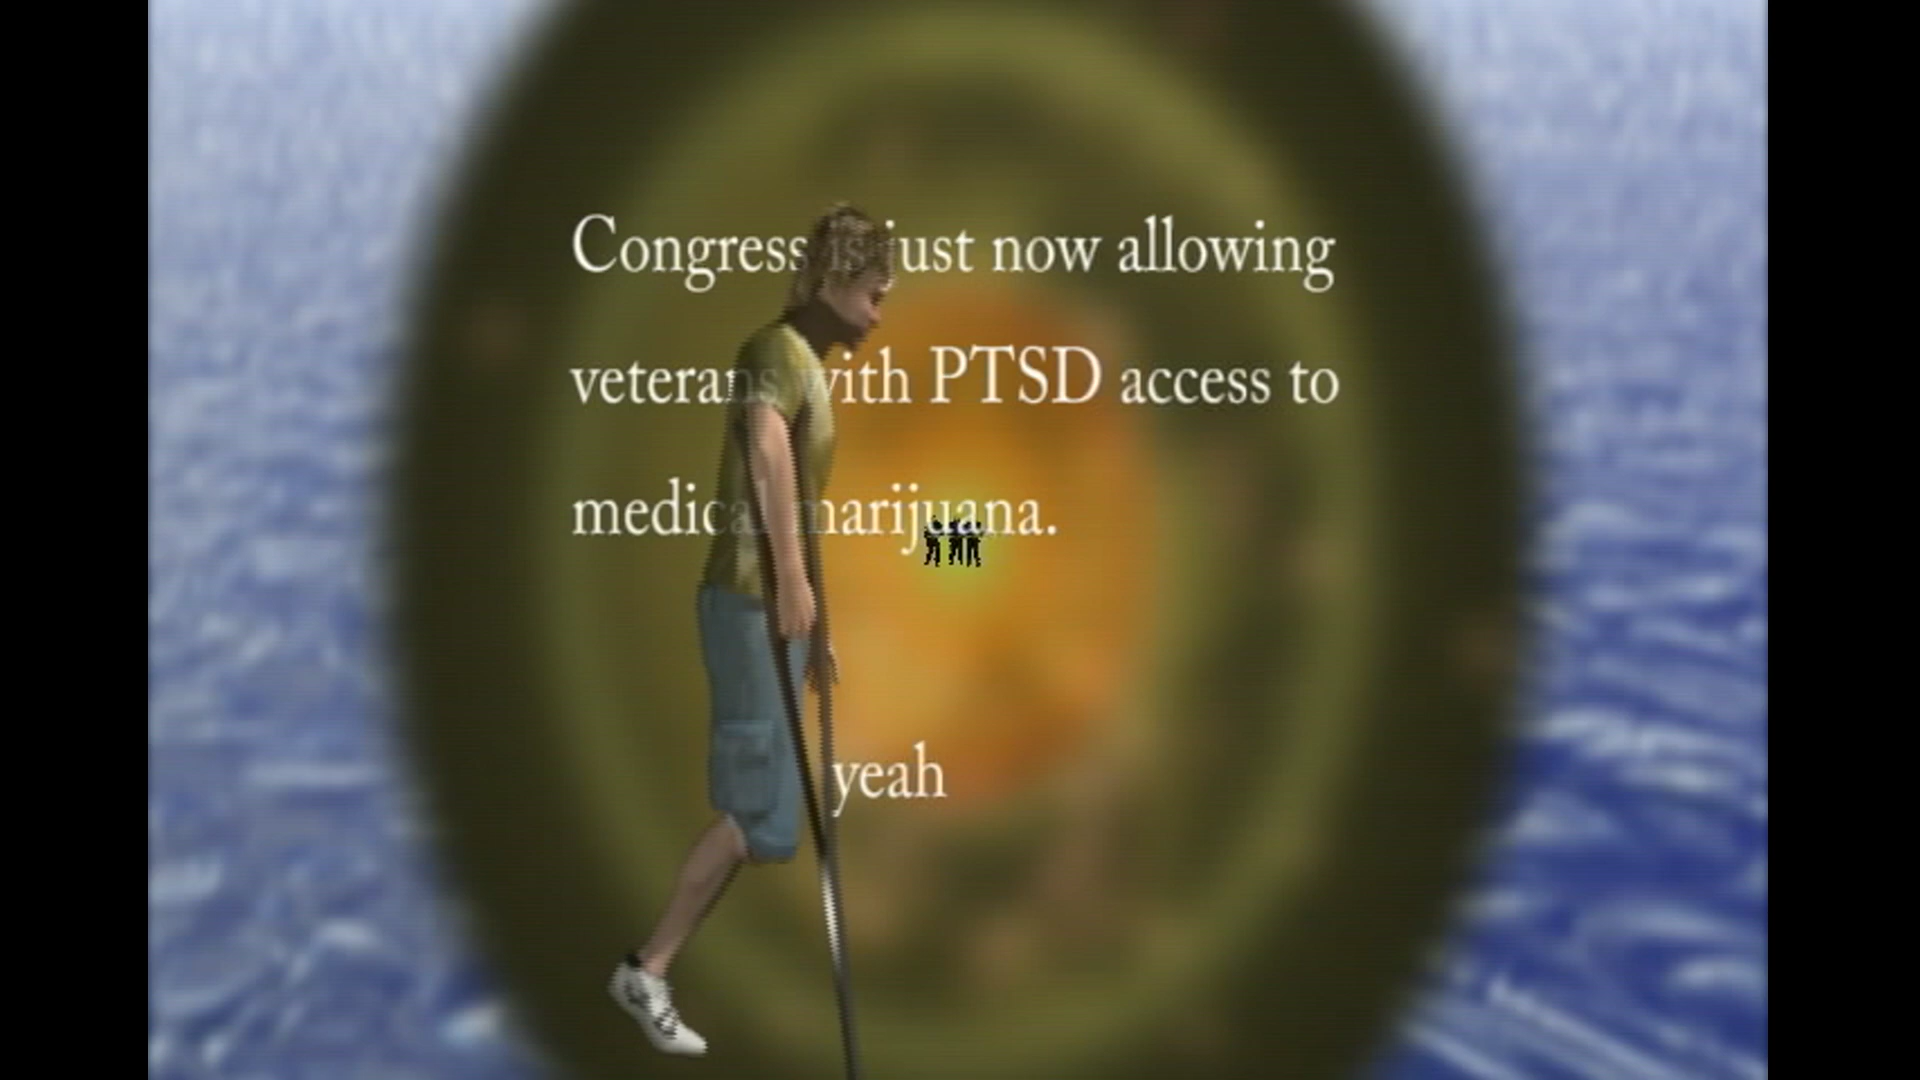 Congress is just now allowing
veterans with PTSD access to
medical marijuana.
yeah